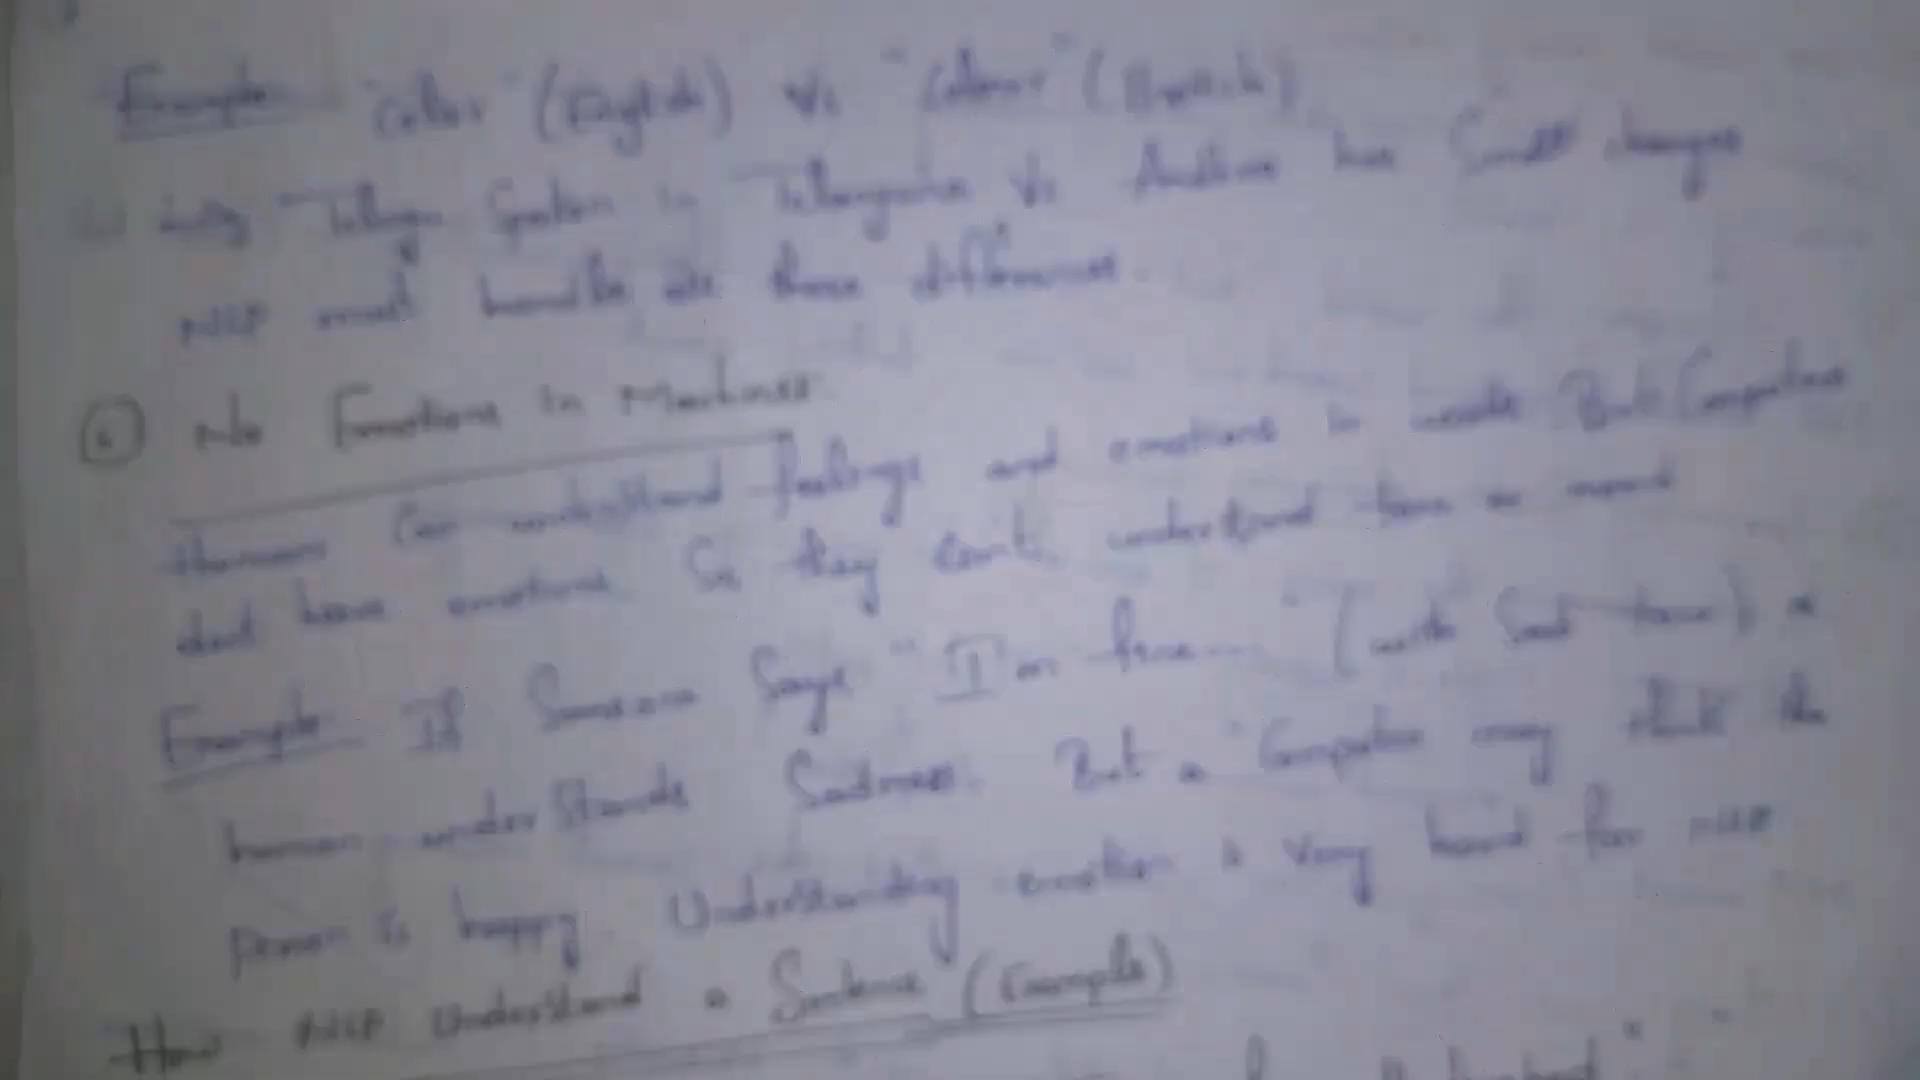 Example "Color" (English) Vs "Colour" (British)
Telugu Spoken in Telangana Vs Andhra has Small changes
NLP must handle all these differences.
No Emotions in Machines
Humans Can understand feelings and emotions in words But Computers
don't have emotions. So they can't understand tone or mood
Example If Someone Says "I'm fine...." (with Sad tone) a
human understands Sadness. But a Computer may think the
person is happy. Understanding emotion is very hard for NLP
How NLP Understand a Sentence (Example)